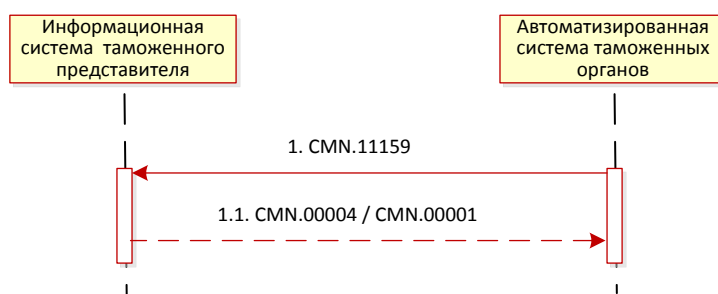 Информационная
система таможенного
представителя
Автоматизированная
система таможенных
органов
1. CMN.11159
1.1. CMN.00004 / CMN.00001